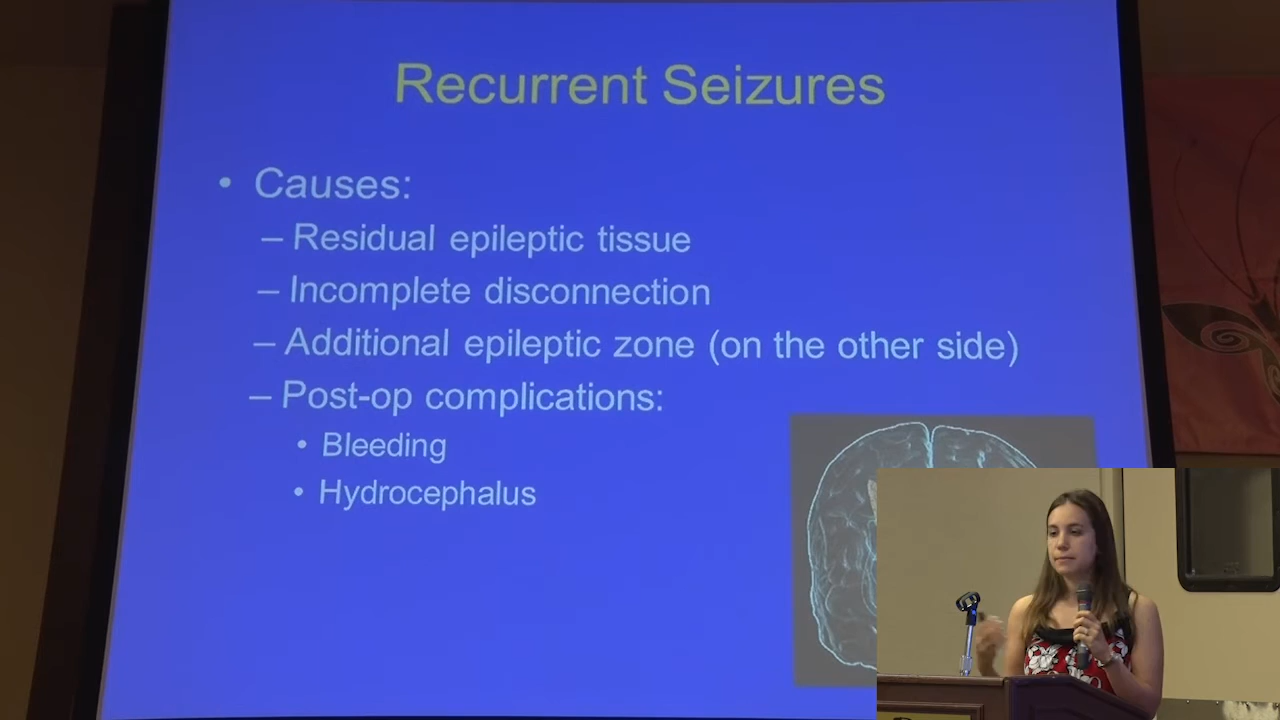 Recurrent Seizures
• Causes:
– Residual epileptic tissue
– Incomplete disconnection
– Additional epileptic zone (on the other side)
– Post-op complications:
• Bleeding
• Hydrocephalus